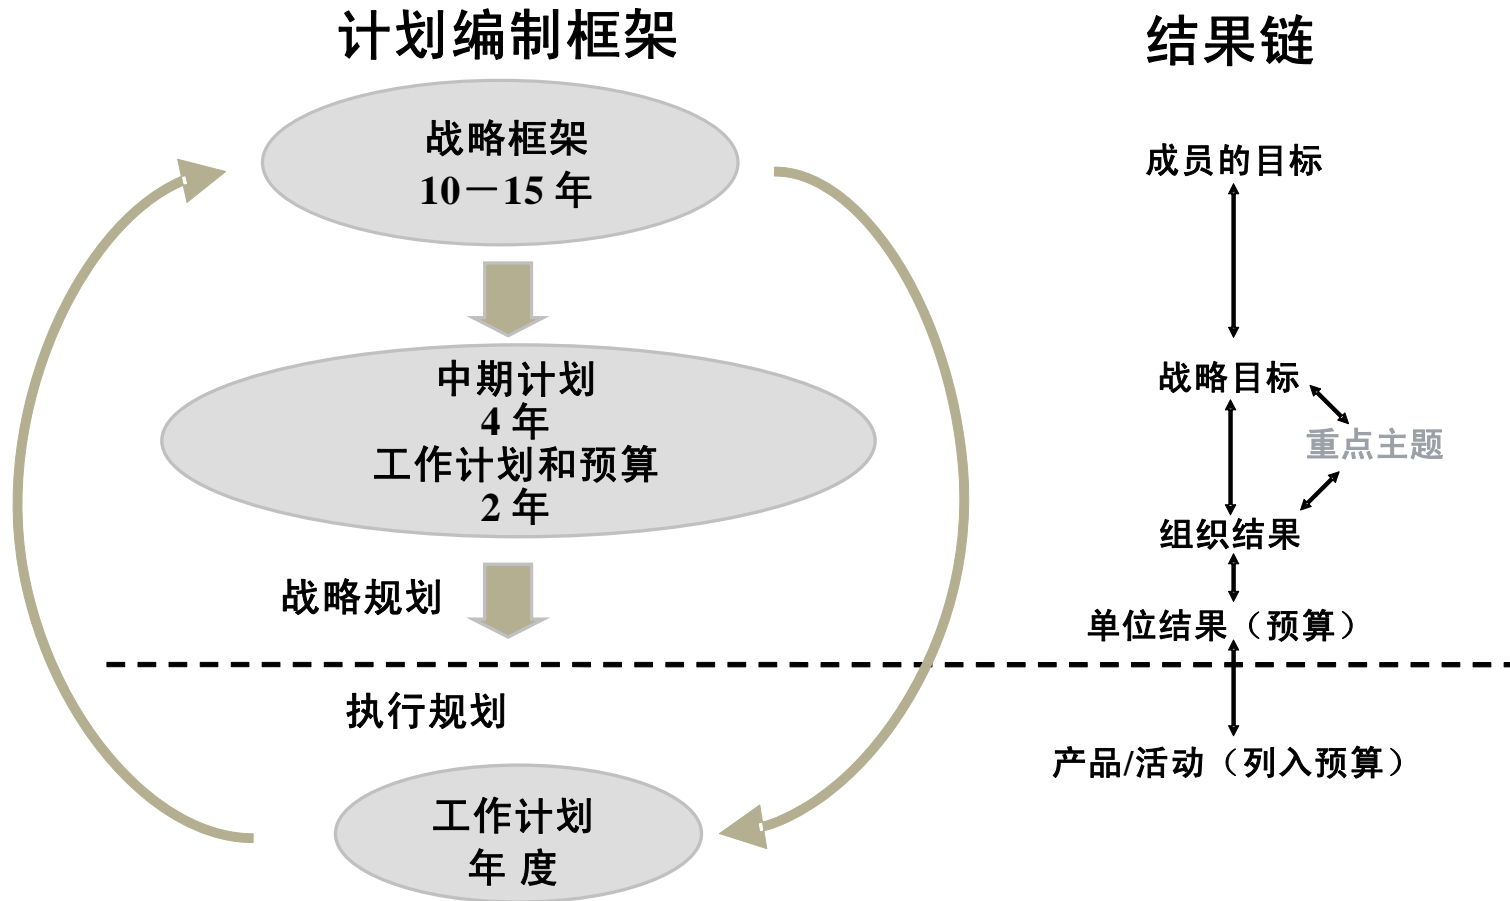 计划编制框架
战略框架
10－15 年
中期计划
4 年
工作计划和预算
2 年
战略规划
执行规划
工作计划
年 度
结果链
成员的目标
战略目标
重点主题
组织结果
单位结果（预算）
产品/活动（列入预算）